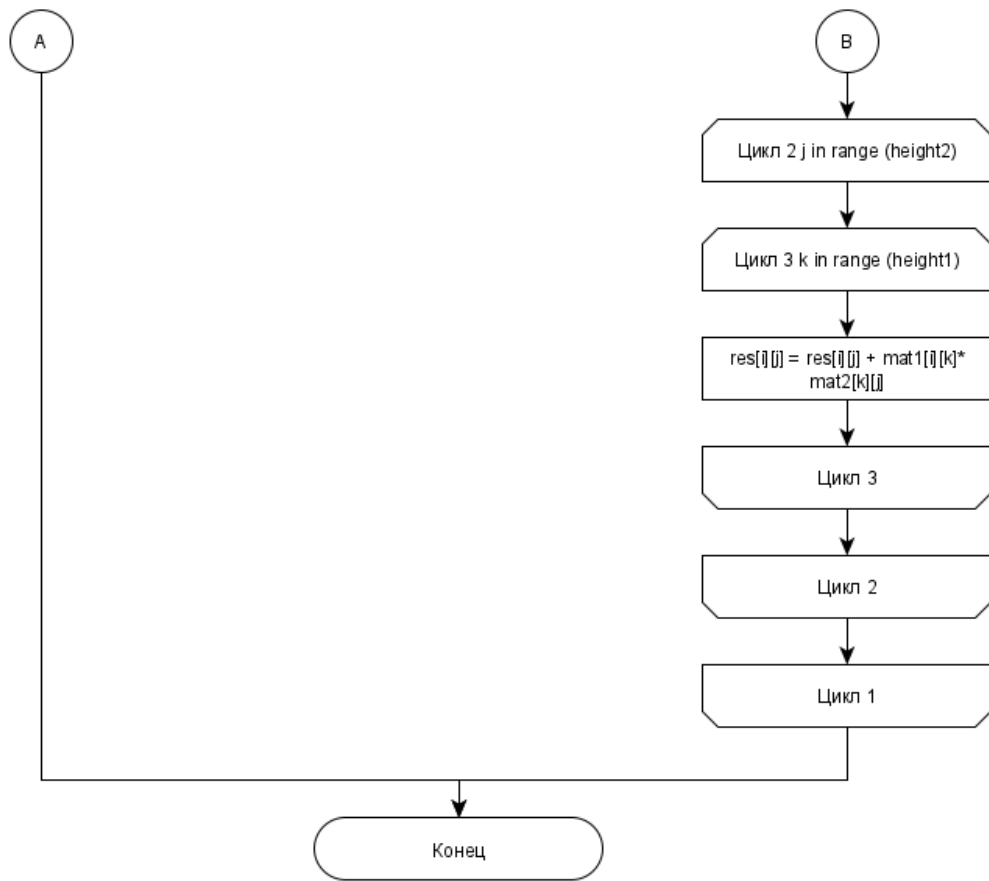 A
B
Цикл 2 j in range (height2)
Цикл 3 k in range (height1)
res[i][j] = res[i][j] + mat1[i][k]*
mat2[k][j]
Цикл 3
Цикл 2
Цикл 1
Конец